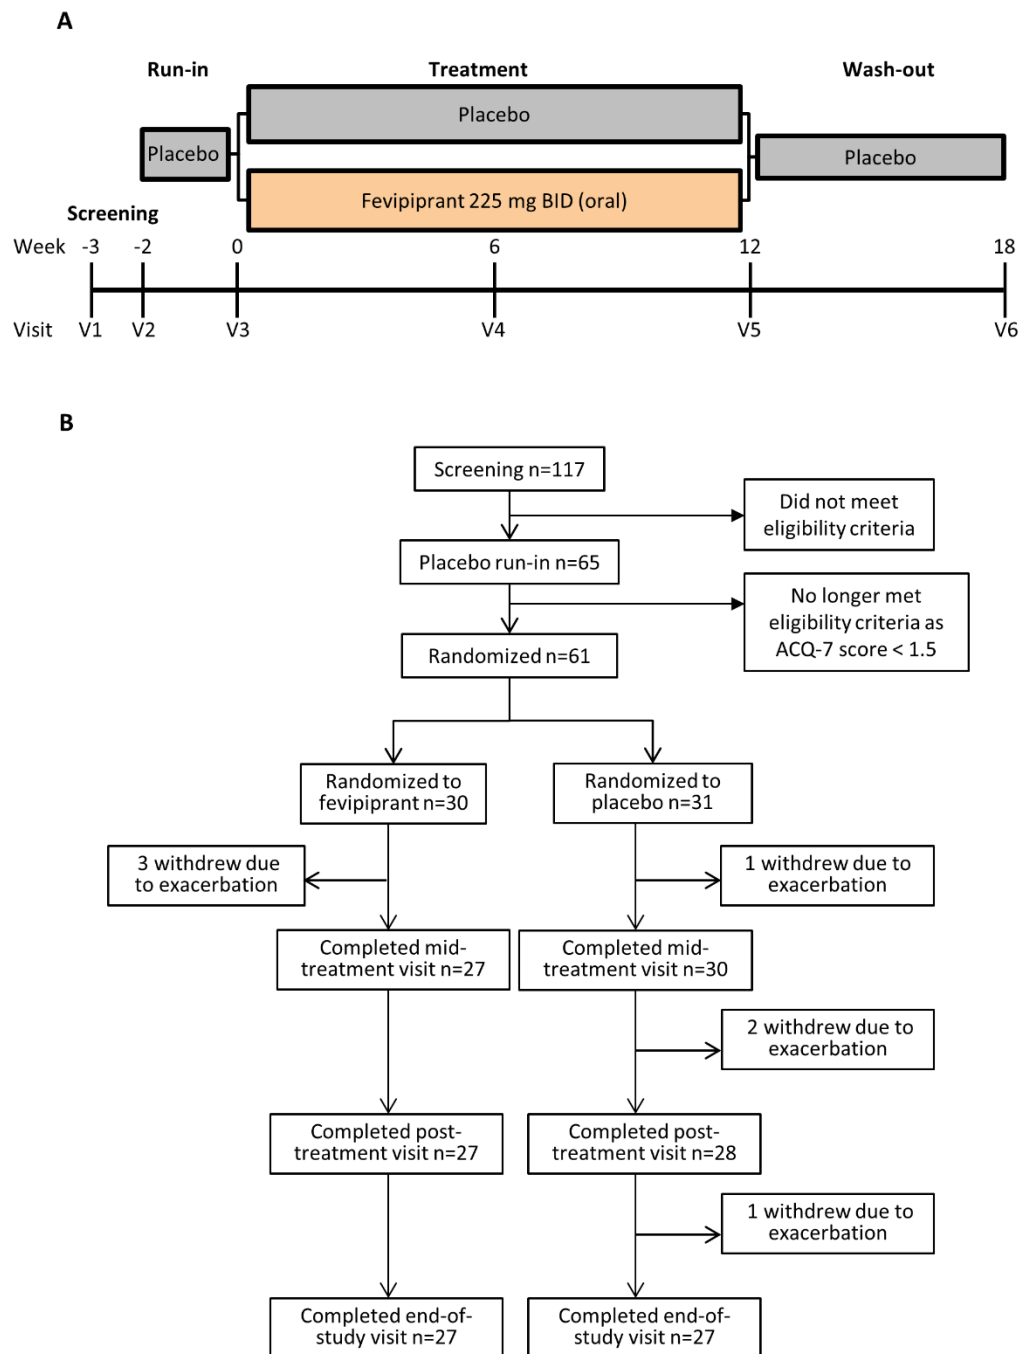 A
Run-in
Treatment
Wash-out
Placebo
Placebo
Placebo
Fevipiprant 225 mg BID (oral)
Screening
Week -3 -2 0 6 12 18
Visit V1 V2 V3 V4 V5 V6
B
Screening n=117
Did not meet
eligibility criteria
Placebo run-in n=65
No longer met
eligibility criteria as
ACQ-7 score < 1.5
Randomized n=61
Randomized to
fevipiprant n=30
Randomized to
placebo n=31
3 withdrew due
to exacerbation
1 withdrew due to
exacerbation
Completed mid-
treatment visit n=27
Completed mid-
treatment visit n=30
2 withdrew due to
exacerbation
Completed post-
treatment visit n=27
Completed post-
treatment visit n=28
1 withdrew due to
exacerbation
Completed end-of-
study visit n=27
Completed end-of-
study visit n=27